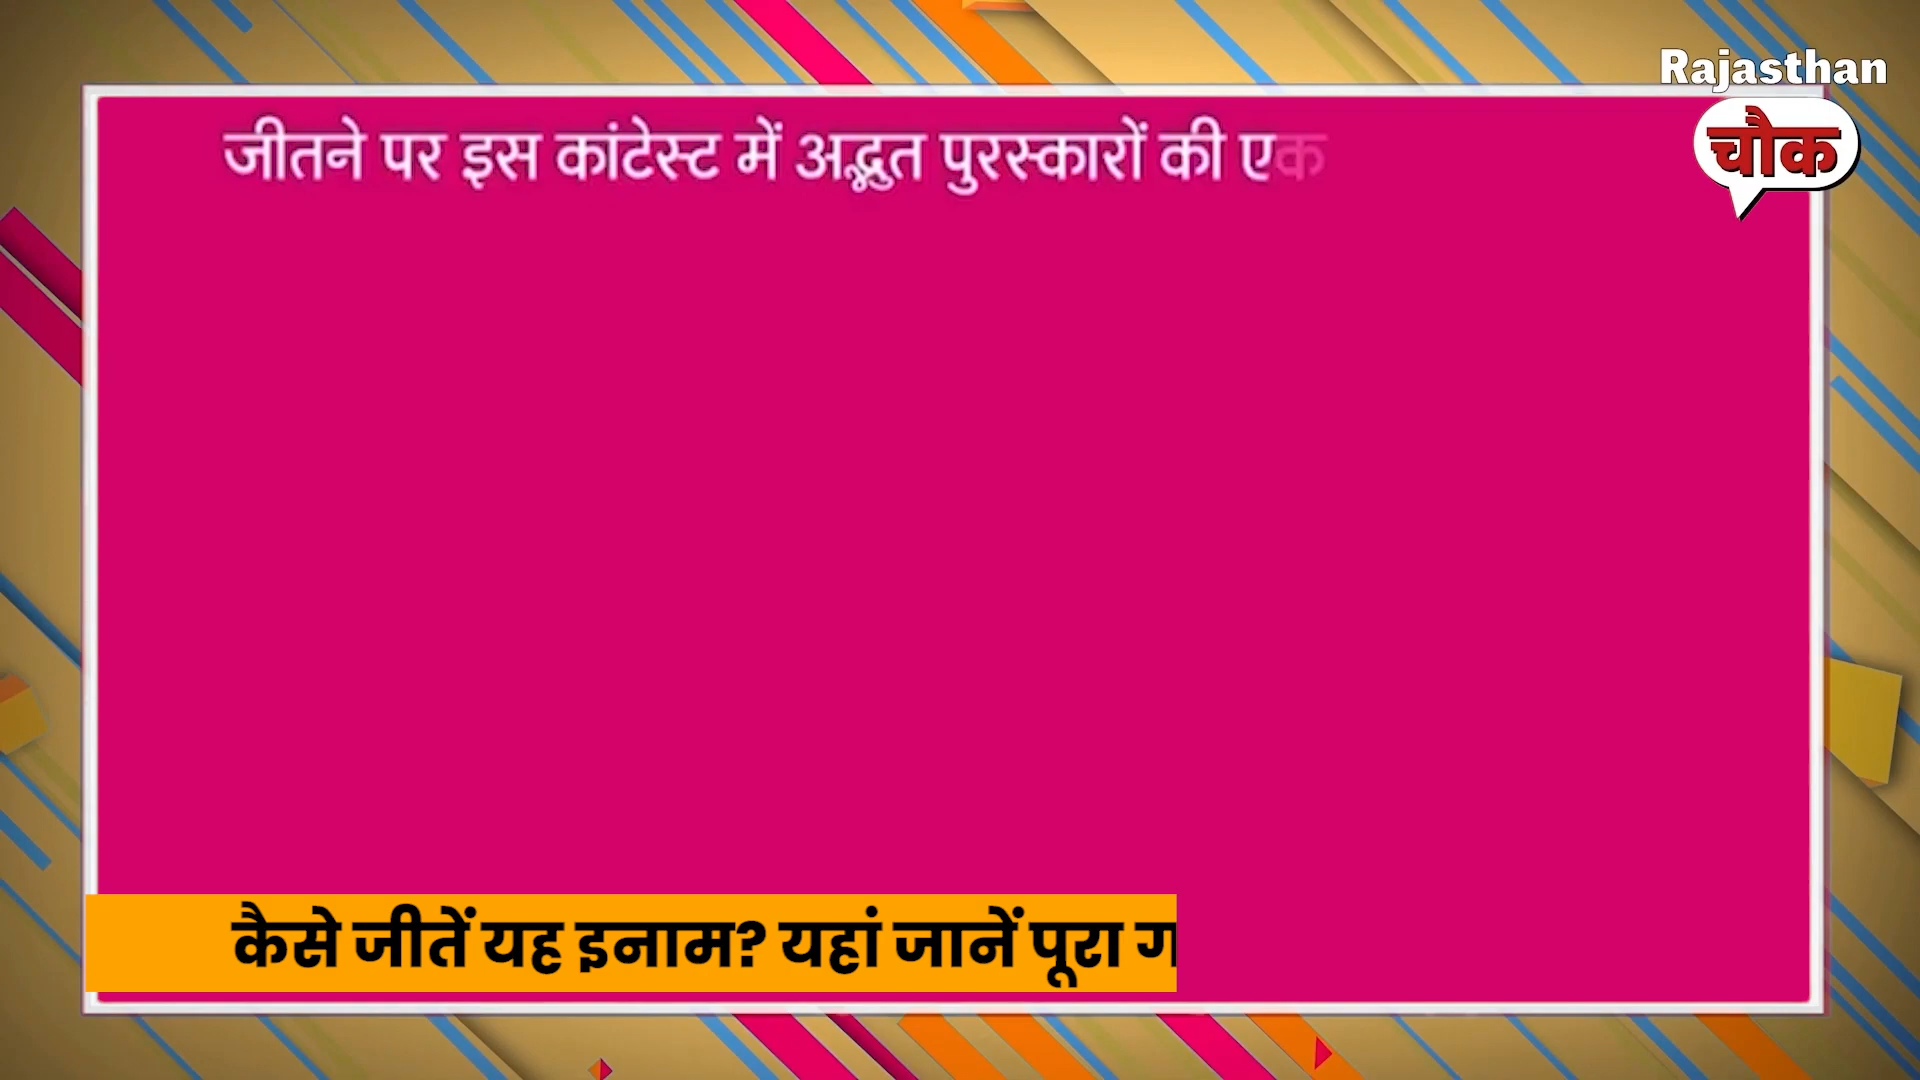 Rajasthan
चौक
जीतने पर इस कांटेस्ट में अद्भुत पुरस्कारों की एक
कैसे जीतें यह इनाम? यहां जानें पूरा ग